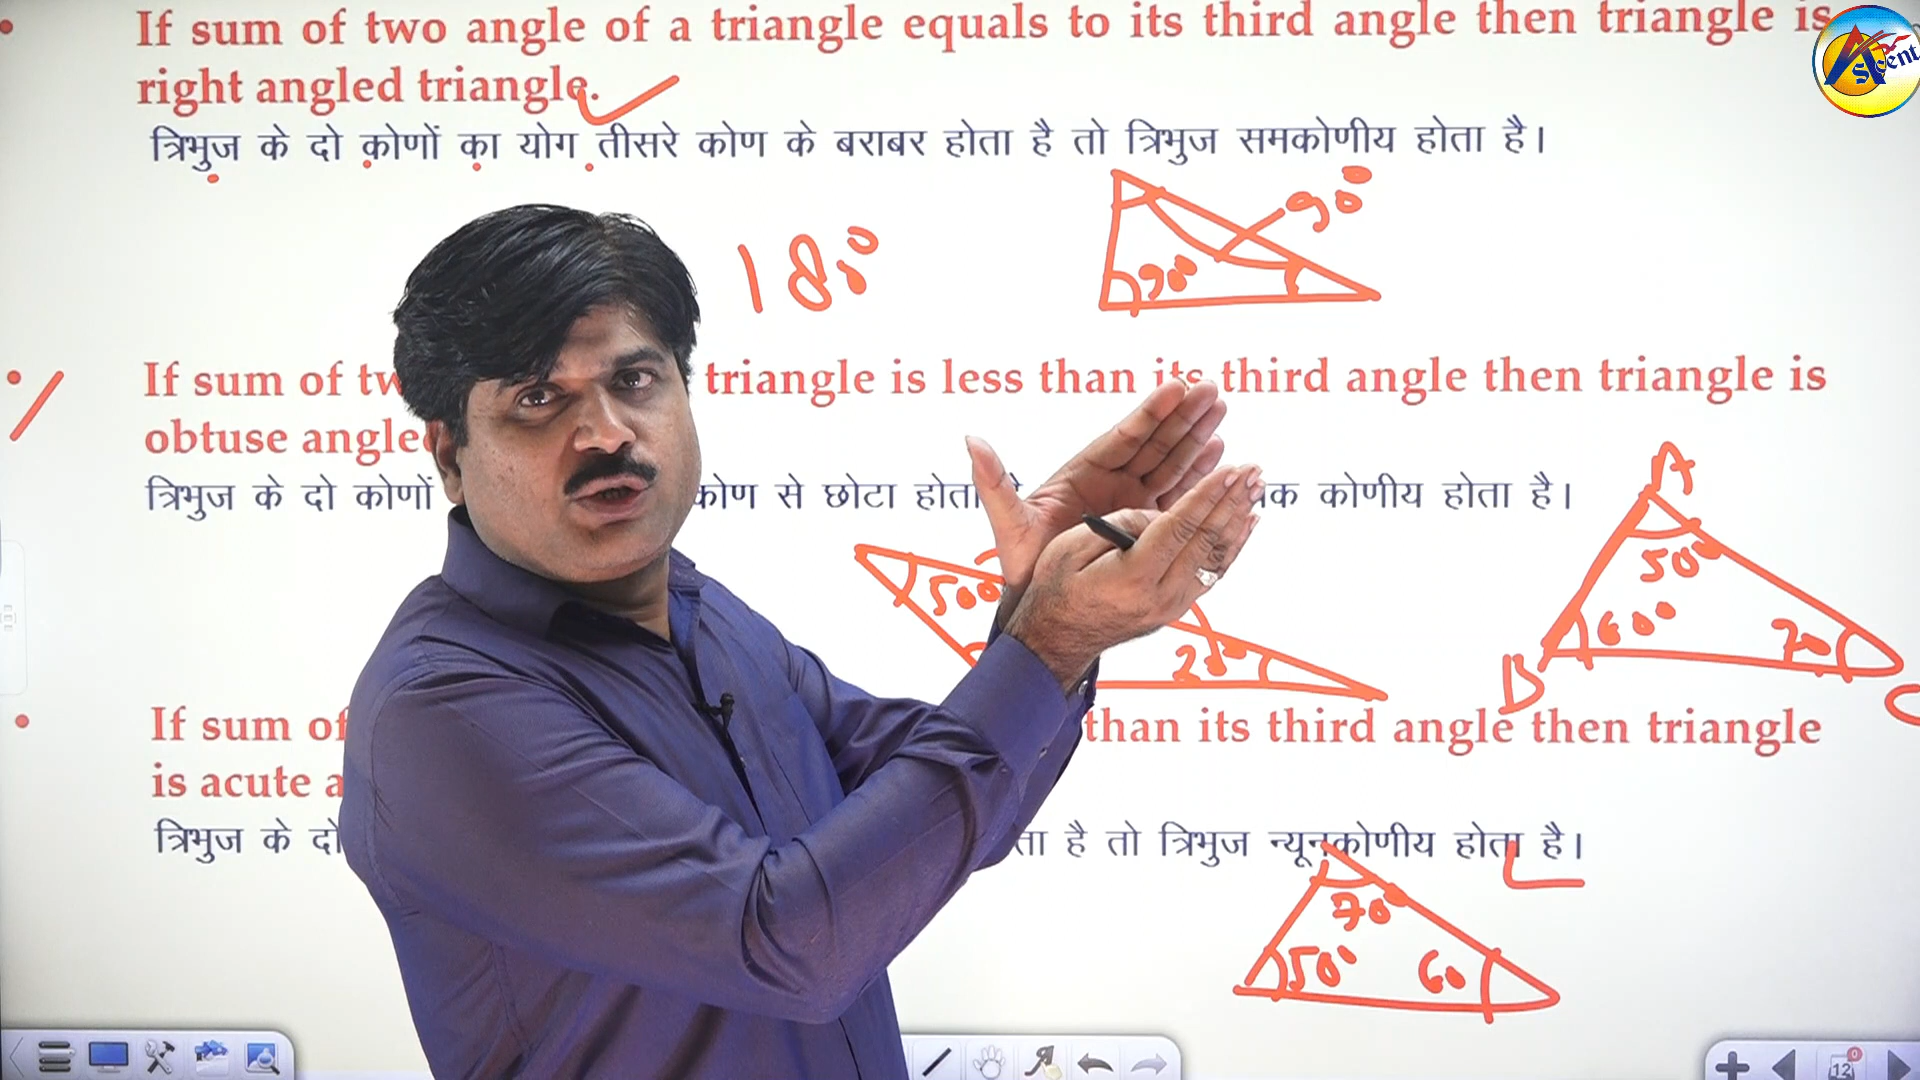 If sum of two angle of a triangle equals to its third angle then triangle is
right angled triangle.
त्रिभुज के दो कोणों का योग तीसरे कोण के बराबर होता है तो त्रिभुज समकोणीय होता है।
90°
180°
90°
If sum of triangle is less than its third angle then triangle is
obtuse
त्रिभुज के दो कोणों कोण से छोटा होता कोणीय होता है।
A
50°
50°
60°
70
20
B
If sum of than its third angle then triangle
is acute
त्रिभुज के दो है तो त्रिभुज न्यूनकोणीय होता है।
70°
50°
60
Ascent
12
0